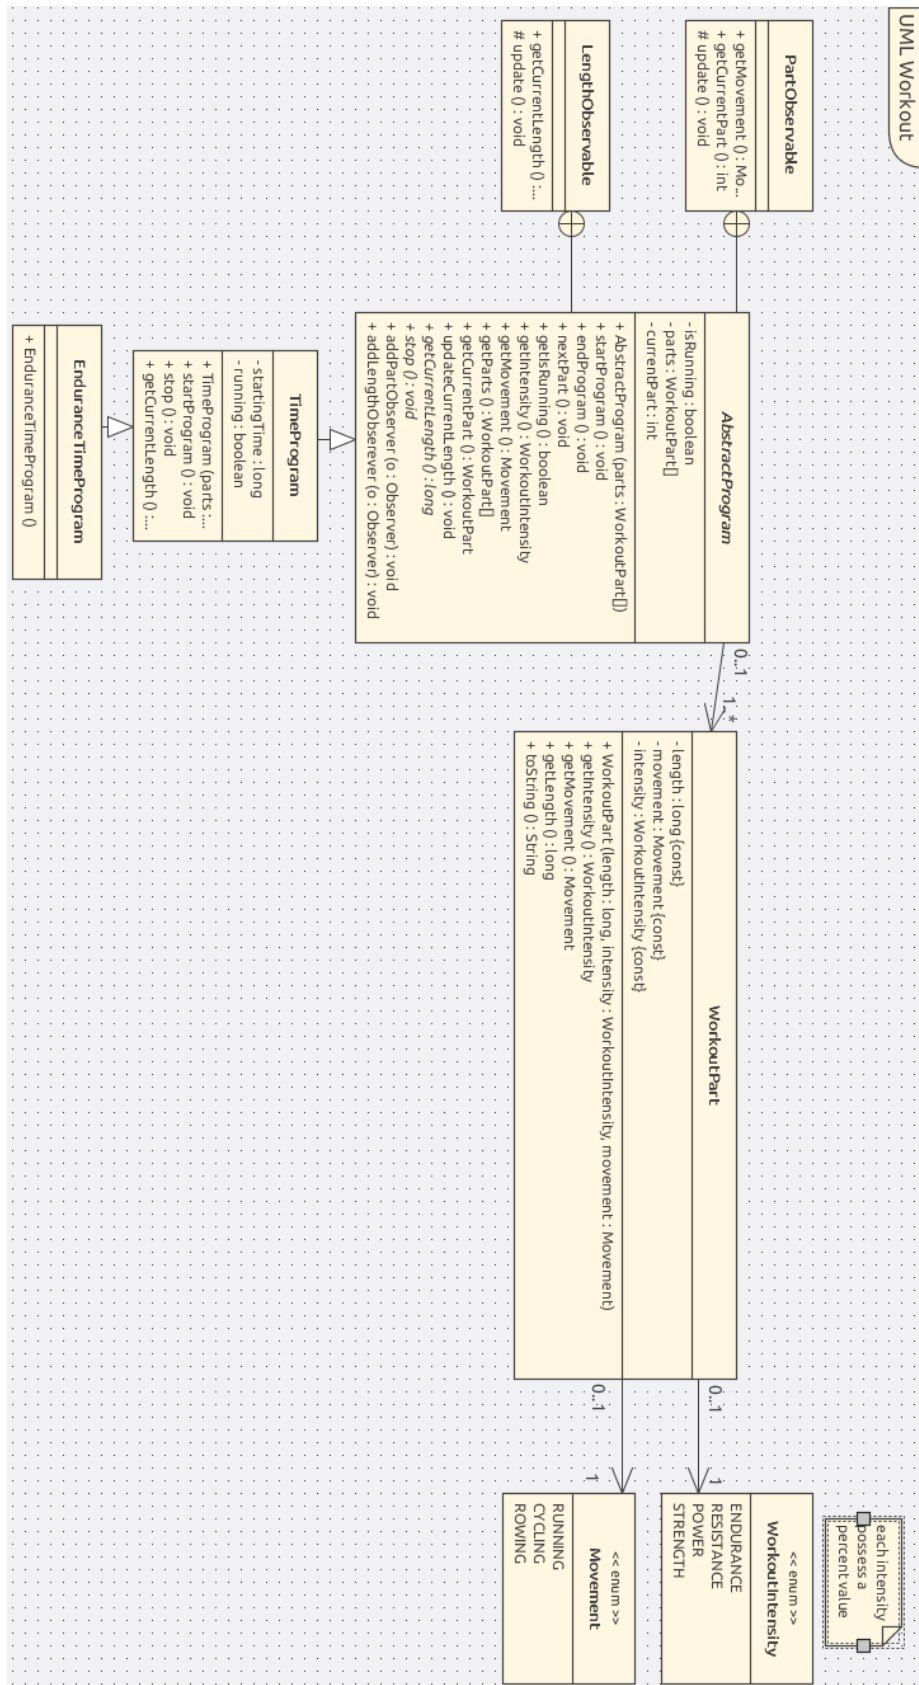 UML Workout
PartObservable
+ getMovement () : Mo...
+ getCurrentPart () : int
# update () : void
LengthObservable
+ getCurrentLength () :...
# update () : void
AbstractProgram
- isRunning : boolean
- parts : WorkoutPart[]
- currentPart : int
+ AbstractProgram (parts : WorkoutPart[])
+ startProgram () : void
+ endProgram () : void
+ nextPart () : void
+ getIsRunning () : boolean
+ getIntensity () : WorkoutIntensity
+ getMovement () : Movement
+ getParts () : WorkoutPart[]
+ getCurrentPart () : WorkoutPart
+ updateCurrentLength () : void
+ getCurrentLength () : long
+ stop () : void
+ addPartObserver (o : Observer) : void
+ addLengthObserever (o : Observer) : void
TimeProgram
- startingTime : long
- running : boolean
+ TimeProgram (parts :...
+ startProgram () : void
+ stop () : void
+ getCurrentLength () :...
EnduranceTimeProgram
+ EnduranceTimeProgram ()
0..1
1..*
WorkoutPart
- length : long {const}
- movement : Movement {const}
- intensity : WorkoutIntensity {const}
+ WorkoutPart (length : long, intensity : WorkoutIntensity, movement : Movement)
+ getIntensity () : WorkoutIntensity
+ getMovement () : Movement
+ getLength () : long
+ toString () : String
0..1
1
0..1
1
each intensity
possess a
percent value
<< enum >>
WorkoutIntensity
ENDURANCE
RESISTANCE
POWER
STRENGTH
<< enum >>
Movement
RUNNING
CYCLING
ROWING